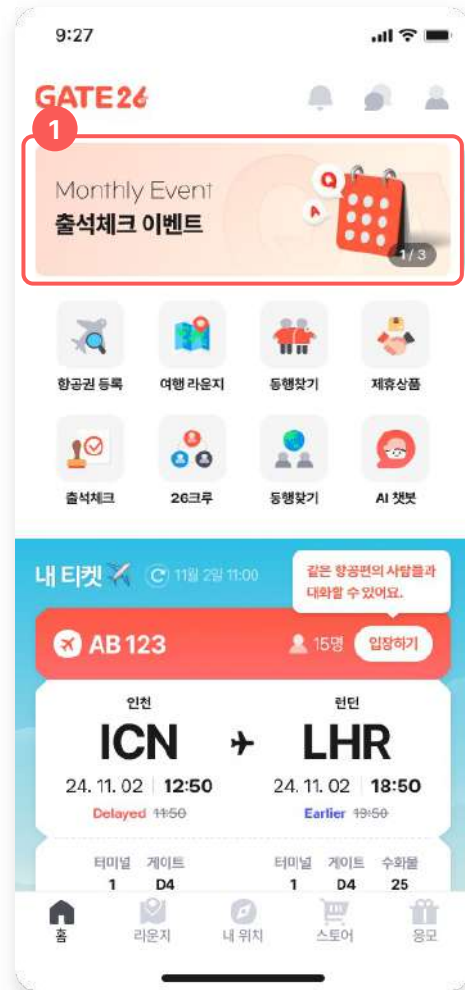 9:27
GATE26
1
Monthly Event
출석체크 이벤트
Q
A
1/3
항공권 등록
여행 라운지
동행찾기
제휴상품
출석체크
26크루
동행찾기
AI 챗봇
내 티켓
11월 2일 11:00
같은 항공편의 사람들과
대화할 수 있어요.
AB 123
15명
입장하기
인천
런던
ICN
LHR
24. 11. 02 12:50
24. 11. 02 18:50
Delayed 11:50
Earlier 19:50
터미널 게이트
터미널 게이트 수화물
1 D4
1 D4 25
홈
라운지
내 위치
스토어
응모